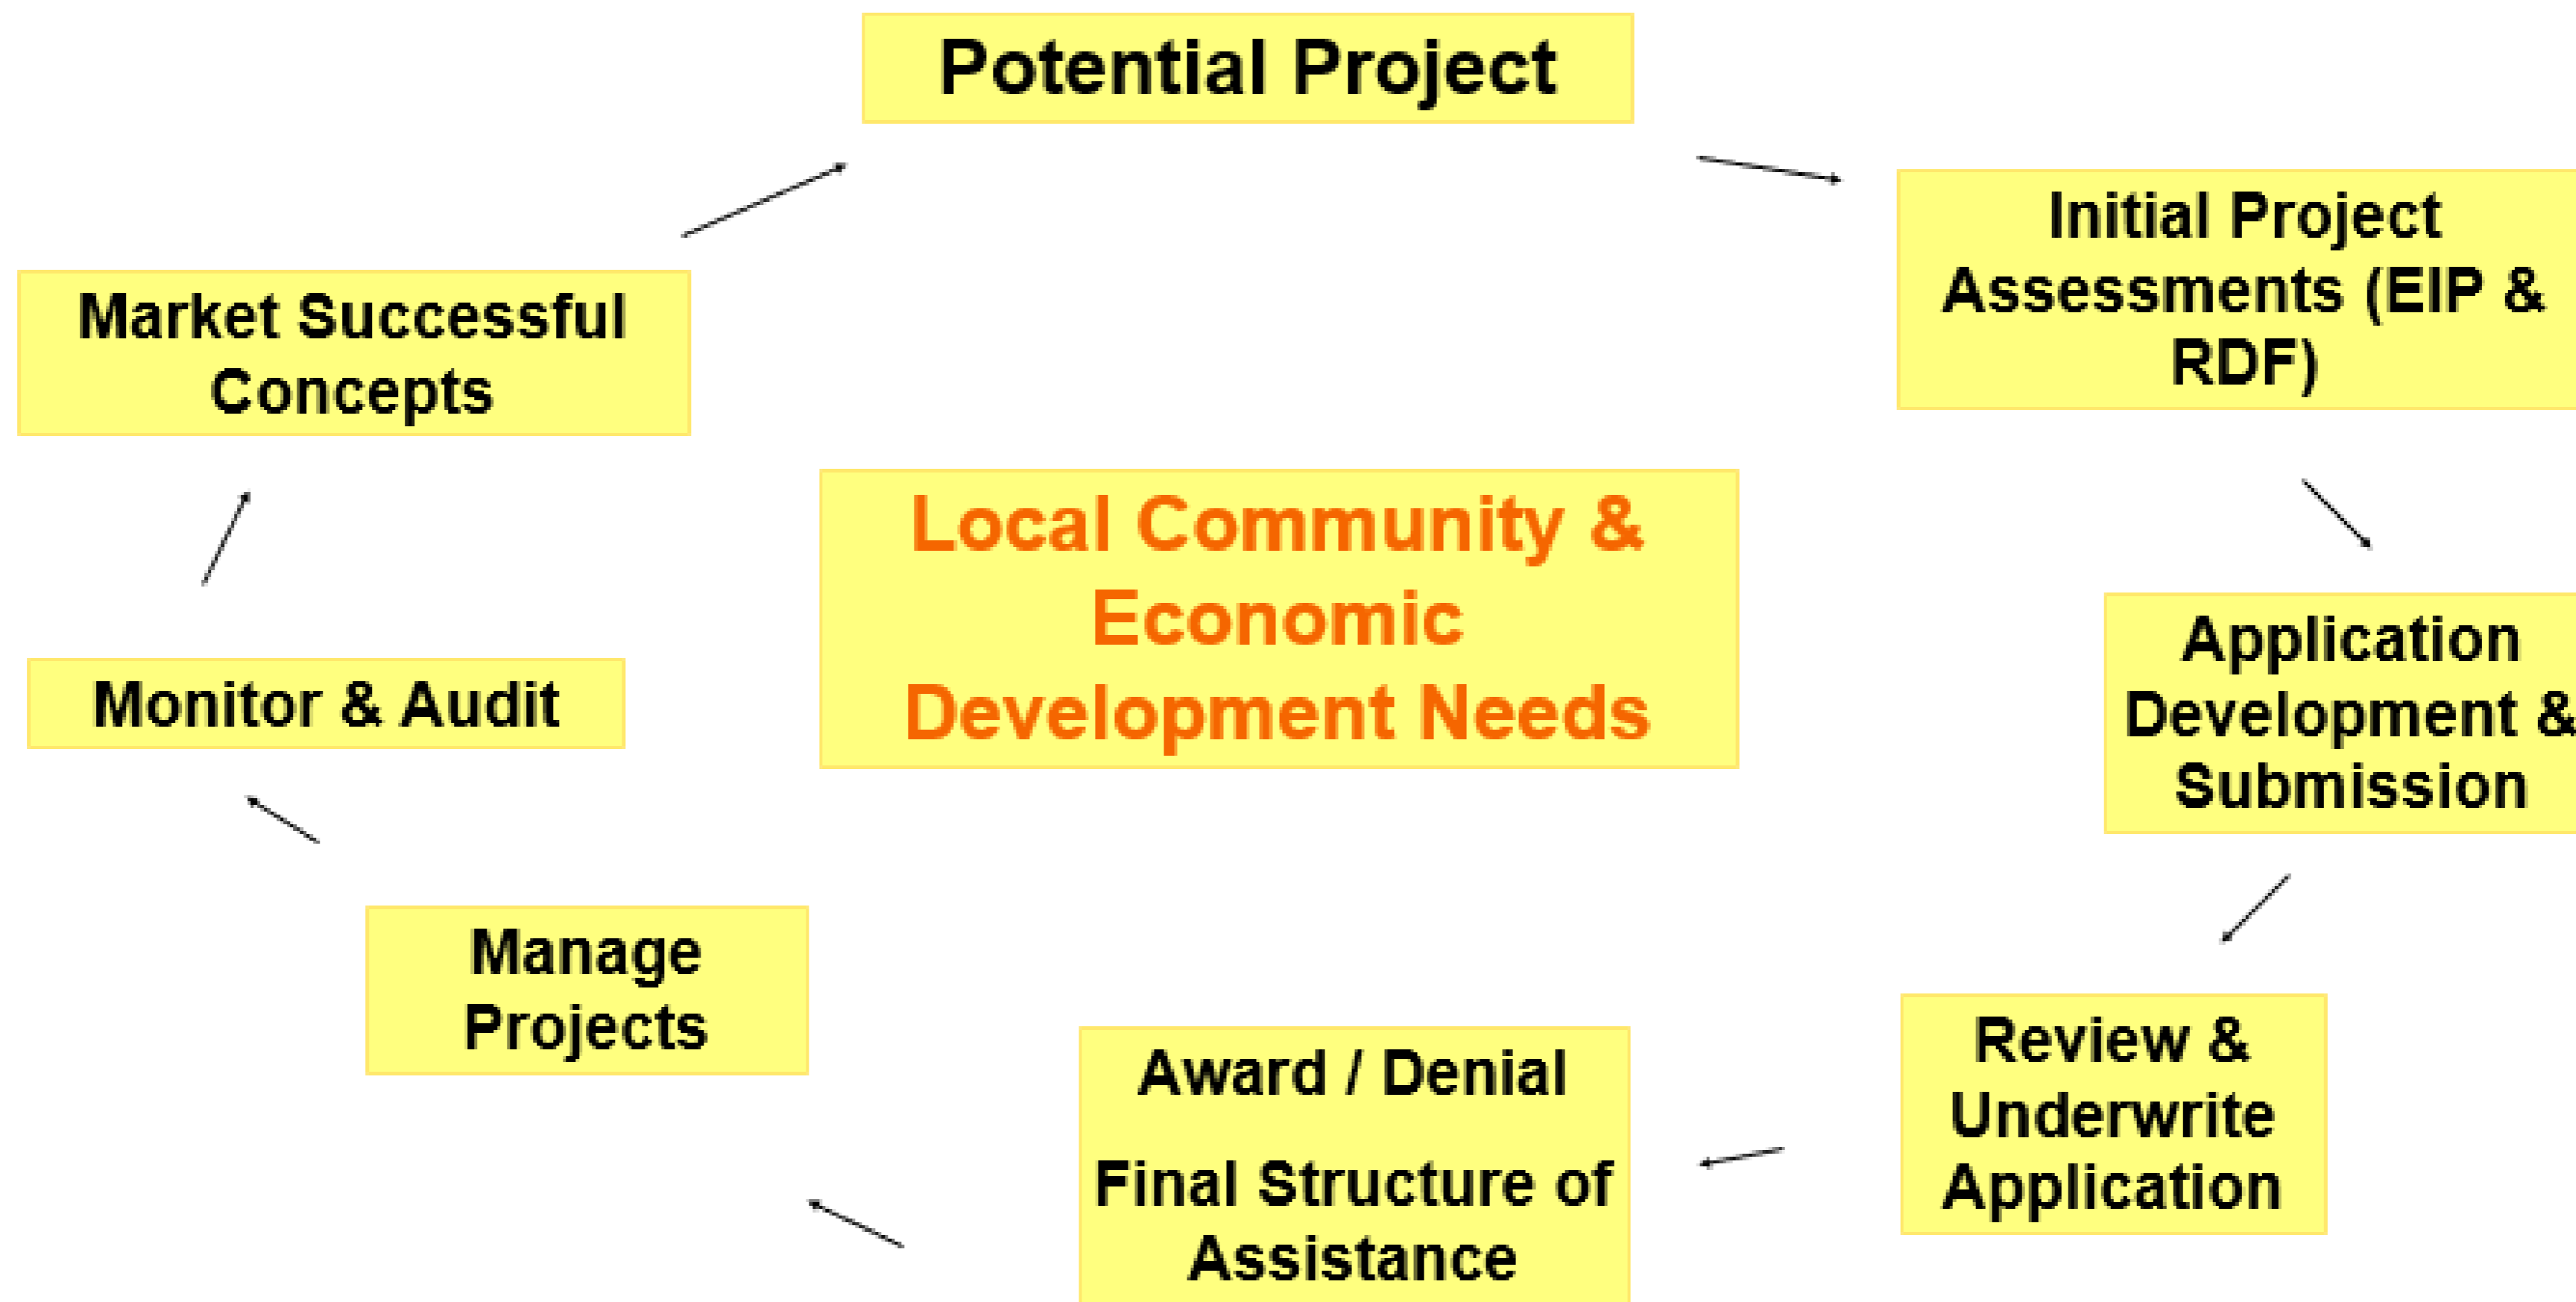 Potential Project
Initial Project
Assessments (EIP &
RDF)
Application
Development &
Submission
Review &
Underwrite
Application
Award / Denial
Final Structure of
Assistance
Manage
Projects
Monitor & Audit
Market Successful
Concepts
Local Community &
Economic
Development Needs